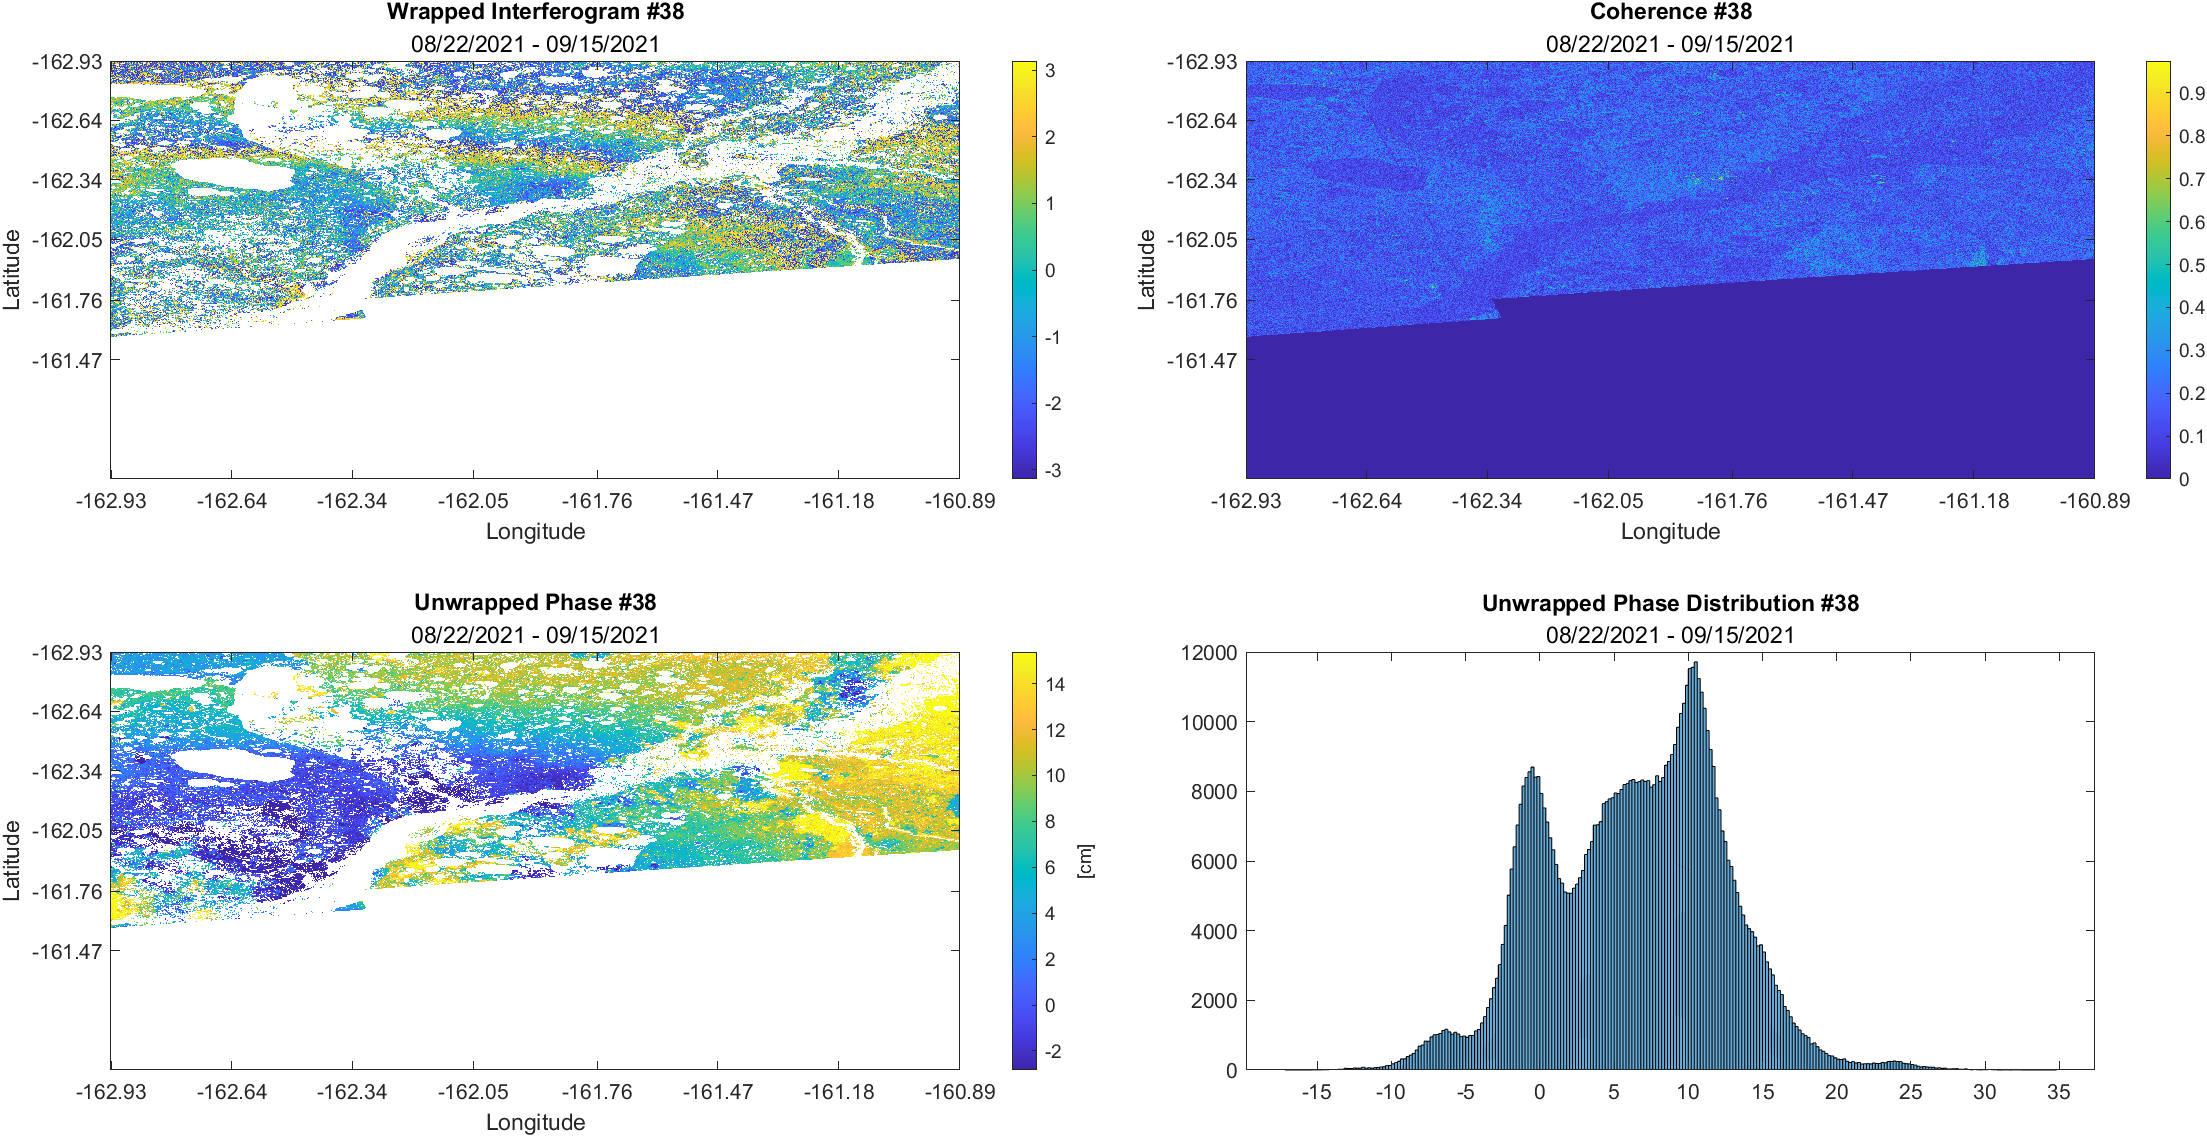 Wrapped Interferogram #38
08/22/2021 - 09/15/2021
-162.93
-162.64
-162.34
-162.05
-161.76
-161.47
Latitude
-162.93 -162.64 -162.34 -162.05 -161.76 -161.47 -161.18 -160.89
Longitude
3
2
1
0
-1
-2
-3
Coherence #38
08/22/2021 - 09/15/2021
-162.93
-162.64
-162.34
-162.05
-161.76
-161.47
Latitude
-162.93 -162.64 -162.34 -162.05 -161.76 -161.47 -161.18 -160.89
Longitude
0.9
0.8
0.7
0.6
0.5
0.4
0.3
0.2
0.1
0
Unwrapped Phase #38
08/22/2021 - 09/15/2021
-162.93
-162.64
-162.34
-162.05
-161.76
-161.47
Latitude
-162.93 -162.64 -162.34 -162.05 -161.76 -161.47 -161.18 -160.89
Longitude
14
12
10
8
6
4
2
0
-2
[cm]
Unwrapped Phase Distribution #38
08/22/2021 - 09/15/2021
12000
10000
8000
6000
4000
2000
0
-15 -10 -5 0 5 10 15 20 25 30 35